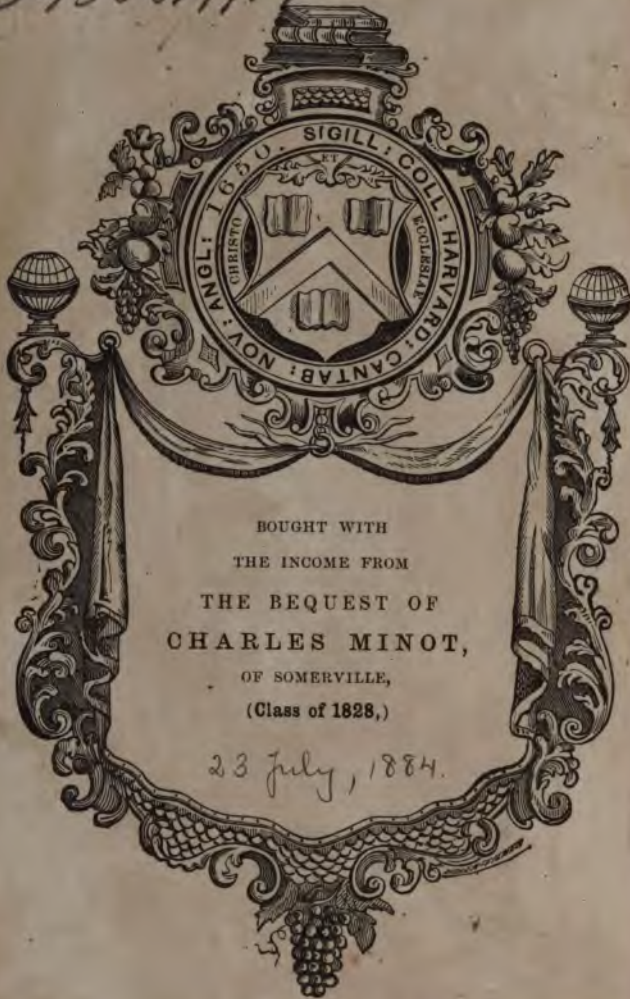 SIGILL: COLL: HARVARD: CANTAB: NOV: ANGL: 1650.
CHRISTO
ET
ECCLESIAE
BOUGHT WITH
THE INCOME FROM
THE BEQUEST OF
CHARLES MINOT,
OF SOMERVILLE,
(Class of 1828,)
23 July, 1884.